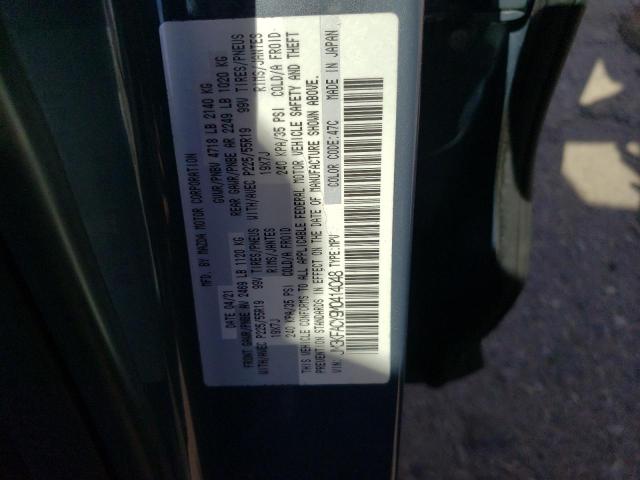 MFD. BY MAZDA MOTOR CORPORATION
DATE: 04/21 GVWR/PNBV 4718 LB 2140 KG
FRONT GAWR/PNBE AV 2469 LB 1120 KG REAR GAWR/PNBE AR 2249 LB 1020 KG
WITH/AVEC P225/55R19 99V TIRES/PNEUS WITH/AVEC P225/55R19 99V TIRES/PNEUS
19X7J RIMS/JANTES 19X7J RIMS/JANTES
240 KPA/35 PSI COLD/A FROID 240 KPA/35 PSI COLD/A FROID
THIS VEHICLE CONFORMS TO ALL APPLICABLE FEDERAL MOTOR VEHICLE SAFETY AND THEFT
PREVENTION STANDARDS IN EFFECT ON THE DATE OF MANUFACTURE SHOWN ABOVE.
VIN: TYPE:MPV COLOR CODE:47C MADE IN JAPAN